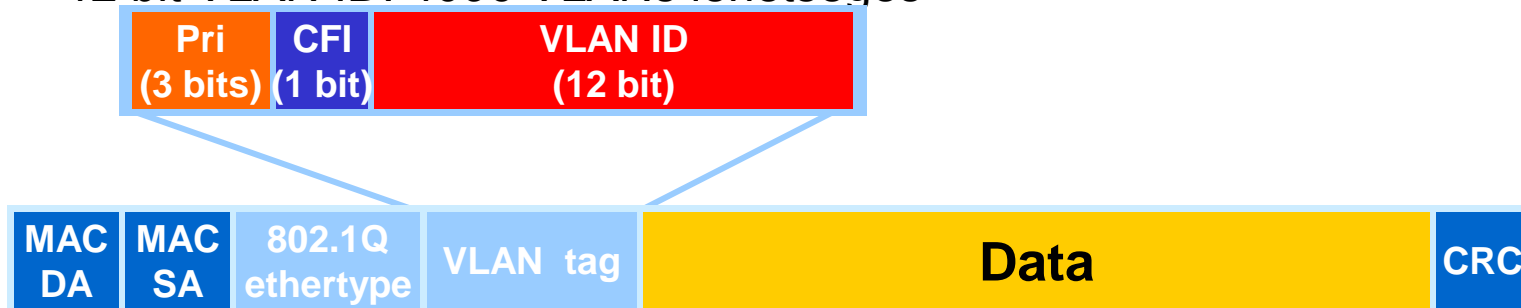 Pri CFI VLAN ID
(3 bits) (1 bit) (12 bit)
MAC MAC 802.1Q VLAN tag Data CRC
DA SA ethertype